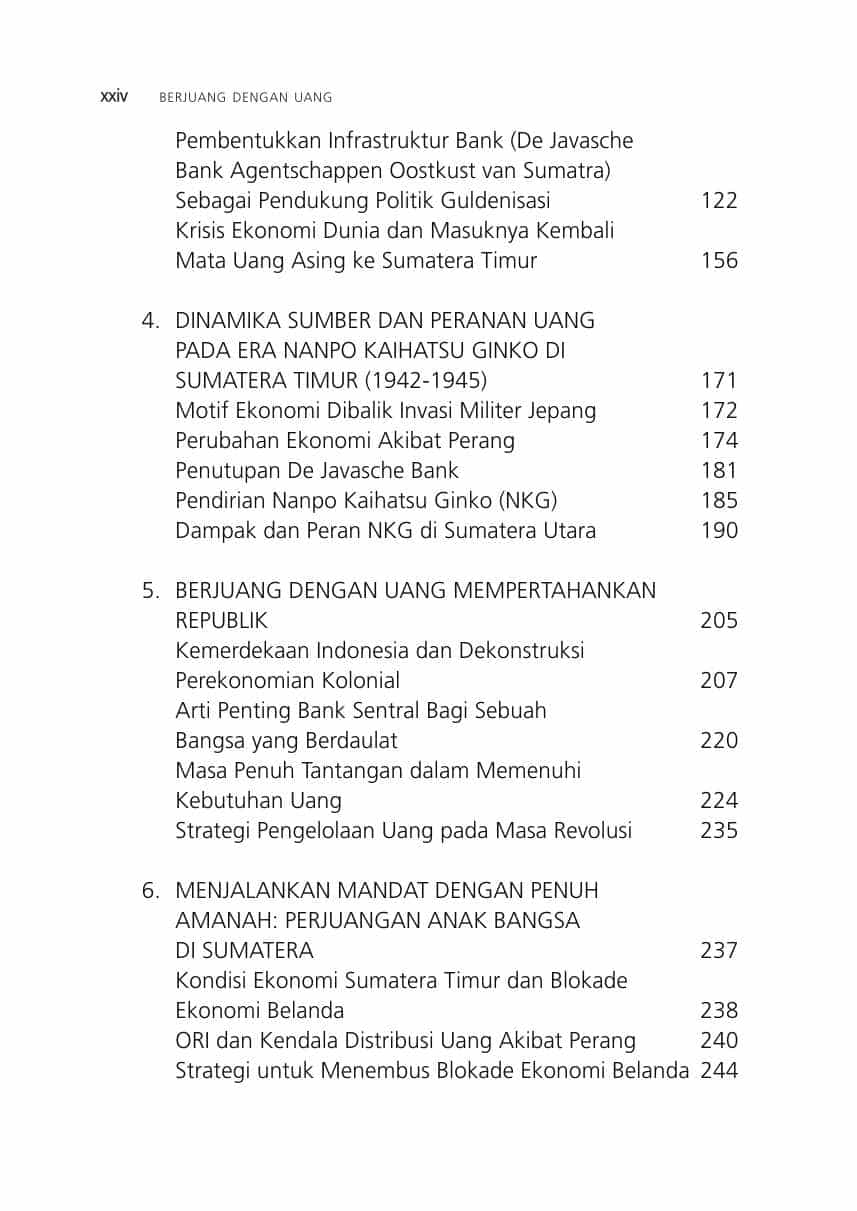 xxiv BERJUANG DENGAN UANG
Pembentukkan Infrastruktur Bank (De Javasche
Bank Agentschappen Oostkust van Sumatra)
Sebagai Pendukung Politik Guldenisasi 122
Krisis Ekonomi Dunia dan Masuknya Kembali
Mata Uang Asing ke Sumatera Timur 156
4. DINAMIKA SUMBER DAN PERANAN UANG
PADA ERA NANPO KAIHATSU GINKO DI
SUMATERA TIMUR (1942-1945) 171
Motif Ekonomi Dibalik Invasi Militer Jepang 172
Perubahan Ekonomi Akibat Perang 174
Penutupan De Javasche Bank 181
Pendirian Nanpo Kaihatsu Ginko (NKG) 185
Dampak dan Peran NKG di Sumatera Utara 190
5. BERJUANG DENGAN UANG MEMPERTAHANKAN
REPUBLIK 205
Kemerdekaan Indonesia dan Dekonstruksi
Perekonomian Kolonial 207
Arti Penting Bank Sentral Bagi Sebuah
Bangsa yang Berdaulat 220
Masa Penuh Tantangan dalam Memenuhi
Kebutuhan Uang 224
Strategi Pengelolaan Uang pada Masa Revolusi 235
6. MENJALANKAN MANDAT DENGAN PENUH
AMANAH: PERJUANGAN ANAK BANGSA
DI SUMATERA 237
Kondisi Ekonomi Sumatera Timur dan Blokade
Ekonomi Belanda 238
ORI dan Kendala Distribusi Uang Akibat Perang 240
Strategi untuk Menembus Blokade Ekonomi Belanda 244